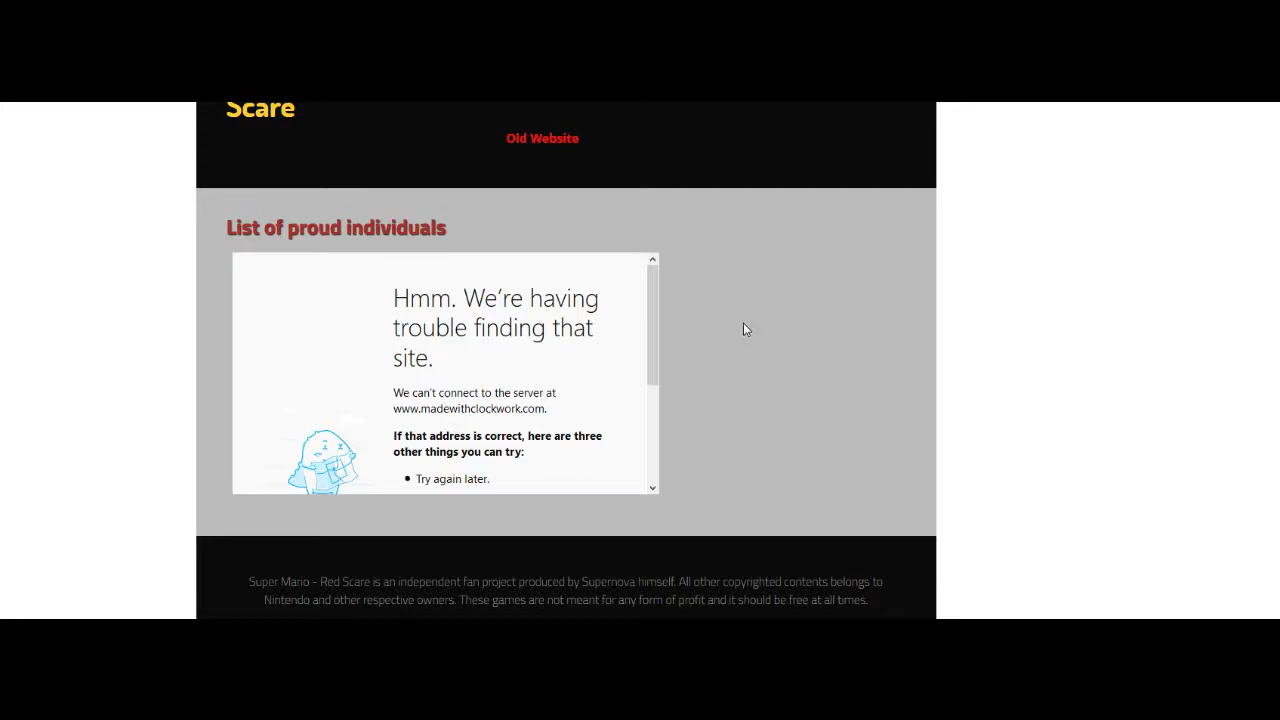 Scare
Old Website
List of proud individuals
Hmm. We’re having
trouble finding that
site.
We can’t connect to the server at
www.madewithclockwork.com.
If that address is correct, here are three
other things you can try:
• Try again later.
Super Mario - Red Scare is an independent fan project produced by Supernova himself. All other copyrighted contents belongs to
Nintendo and other respective owners. These games are not meant for any form of profit and it should be free at all times.